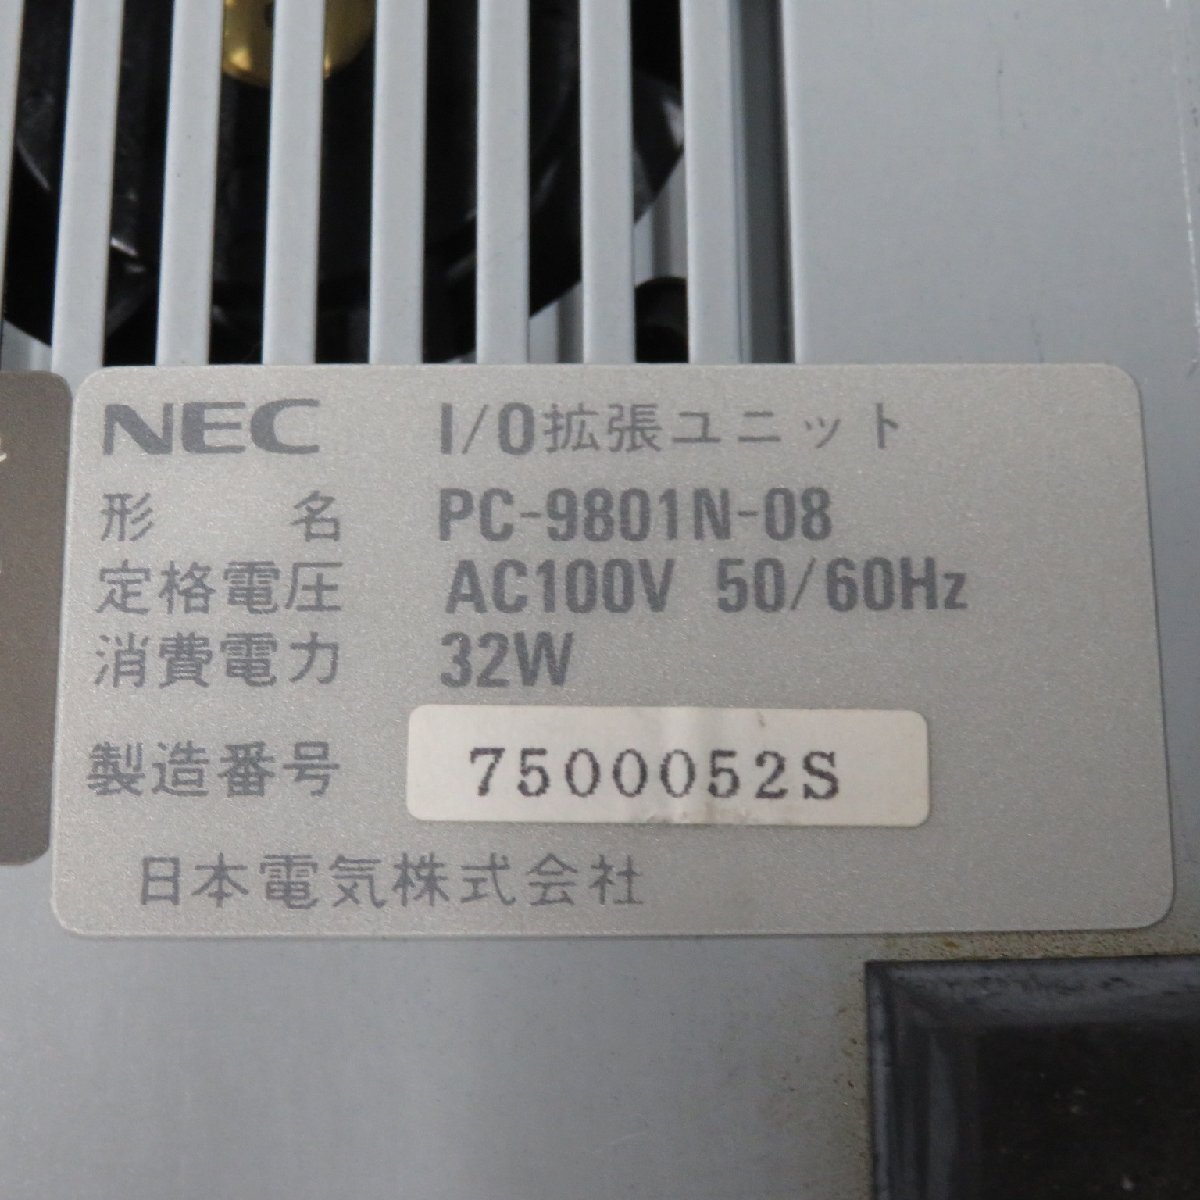 NEC I/O拡張ユニット
形名 PC-9801N-08
定格電圧 AC100V 50/60Hz
消費電力 32W
製造番号 7500052S
日本電気株式会社